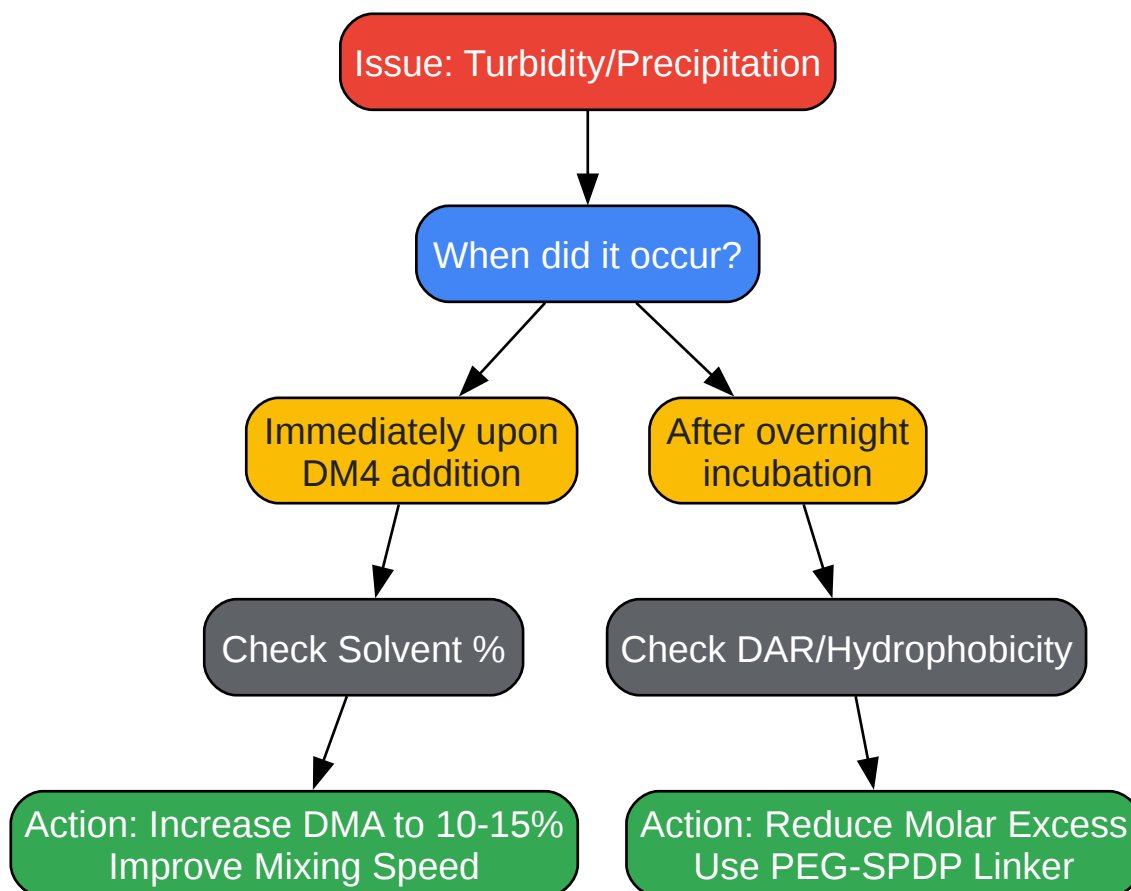 Issue: Turbidity/Precipitation
When did it occur?
Immediately upon
DM4 addition
After overnight
incubation
Check Solvent %
Check DAR/Hydrophobicity
Action: Increase DMA to 10-15%
Improve Mixing Speed
Action: Reduce Molar Excess
Use PEG-SPDP Linker